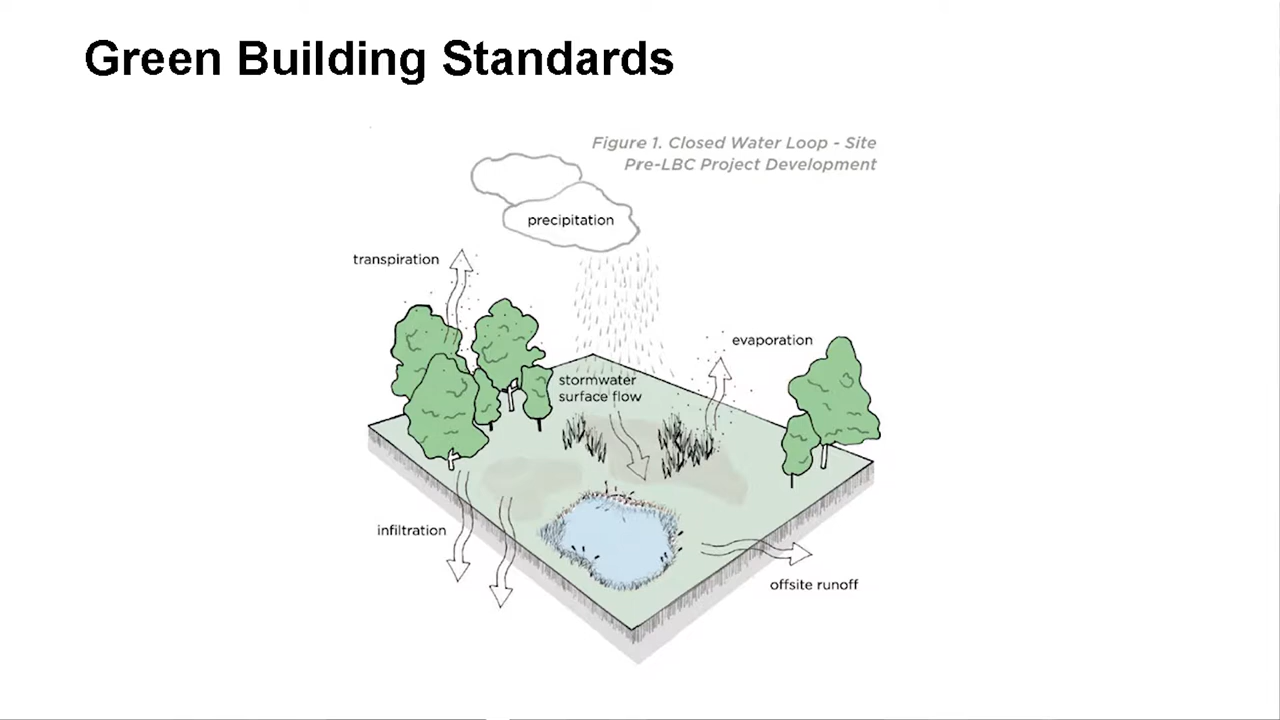 Green Building Standards
Figure 1. Closed Water Loop - Site
Pre-LBC Project Development
precipitation
transpiration
evaporation
stormwater
surface flow
infiltration
offsite runoff